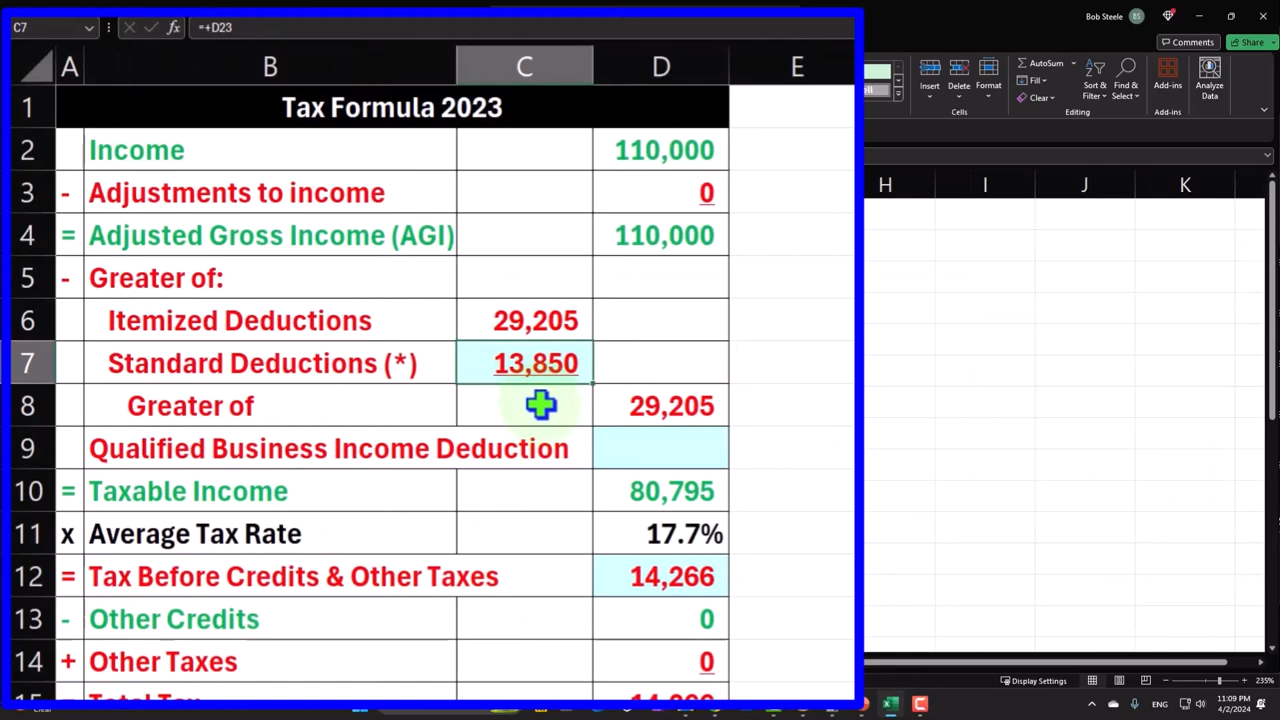 Bob Steele BS
C7 fx =+D23
Comments Share
AutoSum
Fill
Clear
Insert Delete Format
Sort & Filter
Find & Select
Add-ins
Analyze Data
Cells Editing Add-ins
A B C D E
H I J K
1 Tax Formula 2023
2 Income 110,000
3 - Adjustments to income 0
4 = Adjusted Gross Income (AGI) 110,000
5 - Greater of:
6 Itemized Deductions 29,205
7 Standard Deductions (*) 13,850
8 Greater of 29,205
9 Qualified Business Income Deduction
10 = Taxable Income 80,795
11 x Average Tax Rate 17.7%
12 = Tax Before Credits & Other Taxes 14,266
13 - Other Credits 0
14 + Other Taxes 0
Display Settings 235%
ENG 11:09 PM
4/2/2024